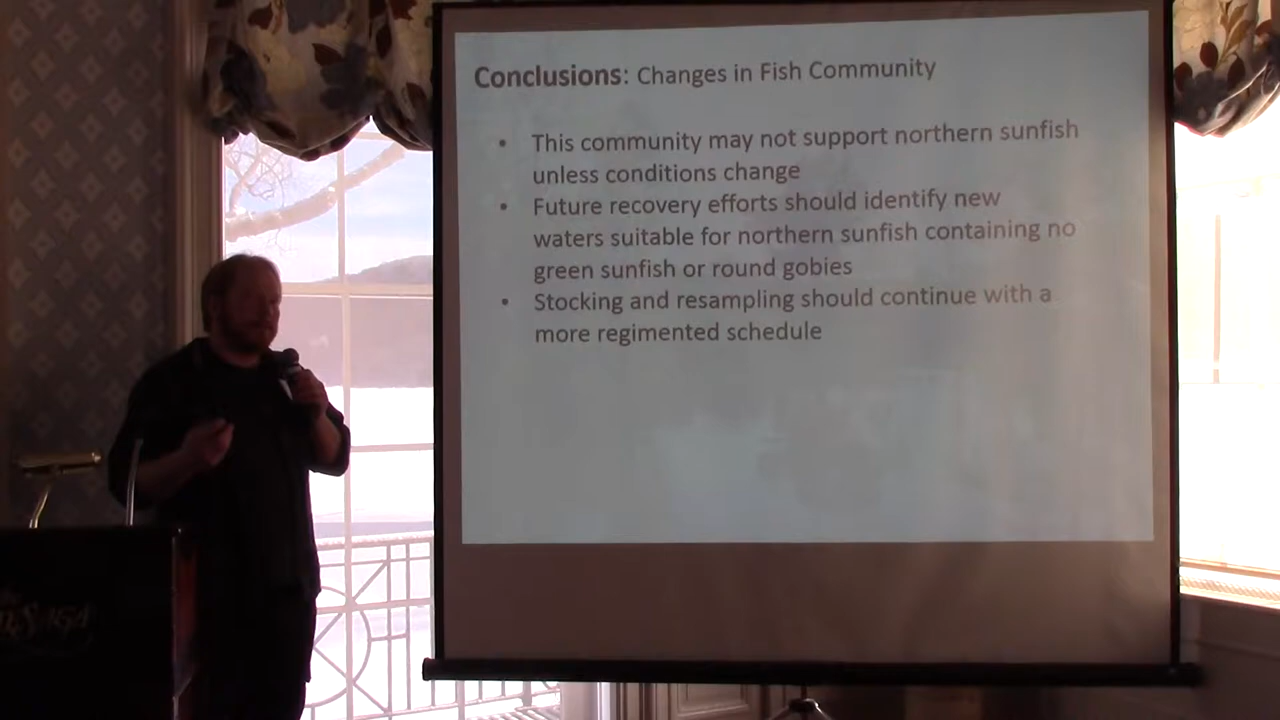 Conclusions: Changes in Fish Community
• This community may not support northern sunfish
unless conditions change
• Future recovery efforts should identify new
waters suitable for northern sunfish containing no
green sunfish or round gobies
• Stocking and resampling should continue with a
more regimented schedule